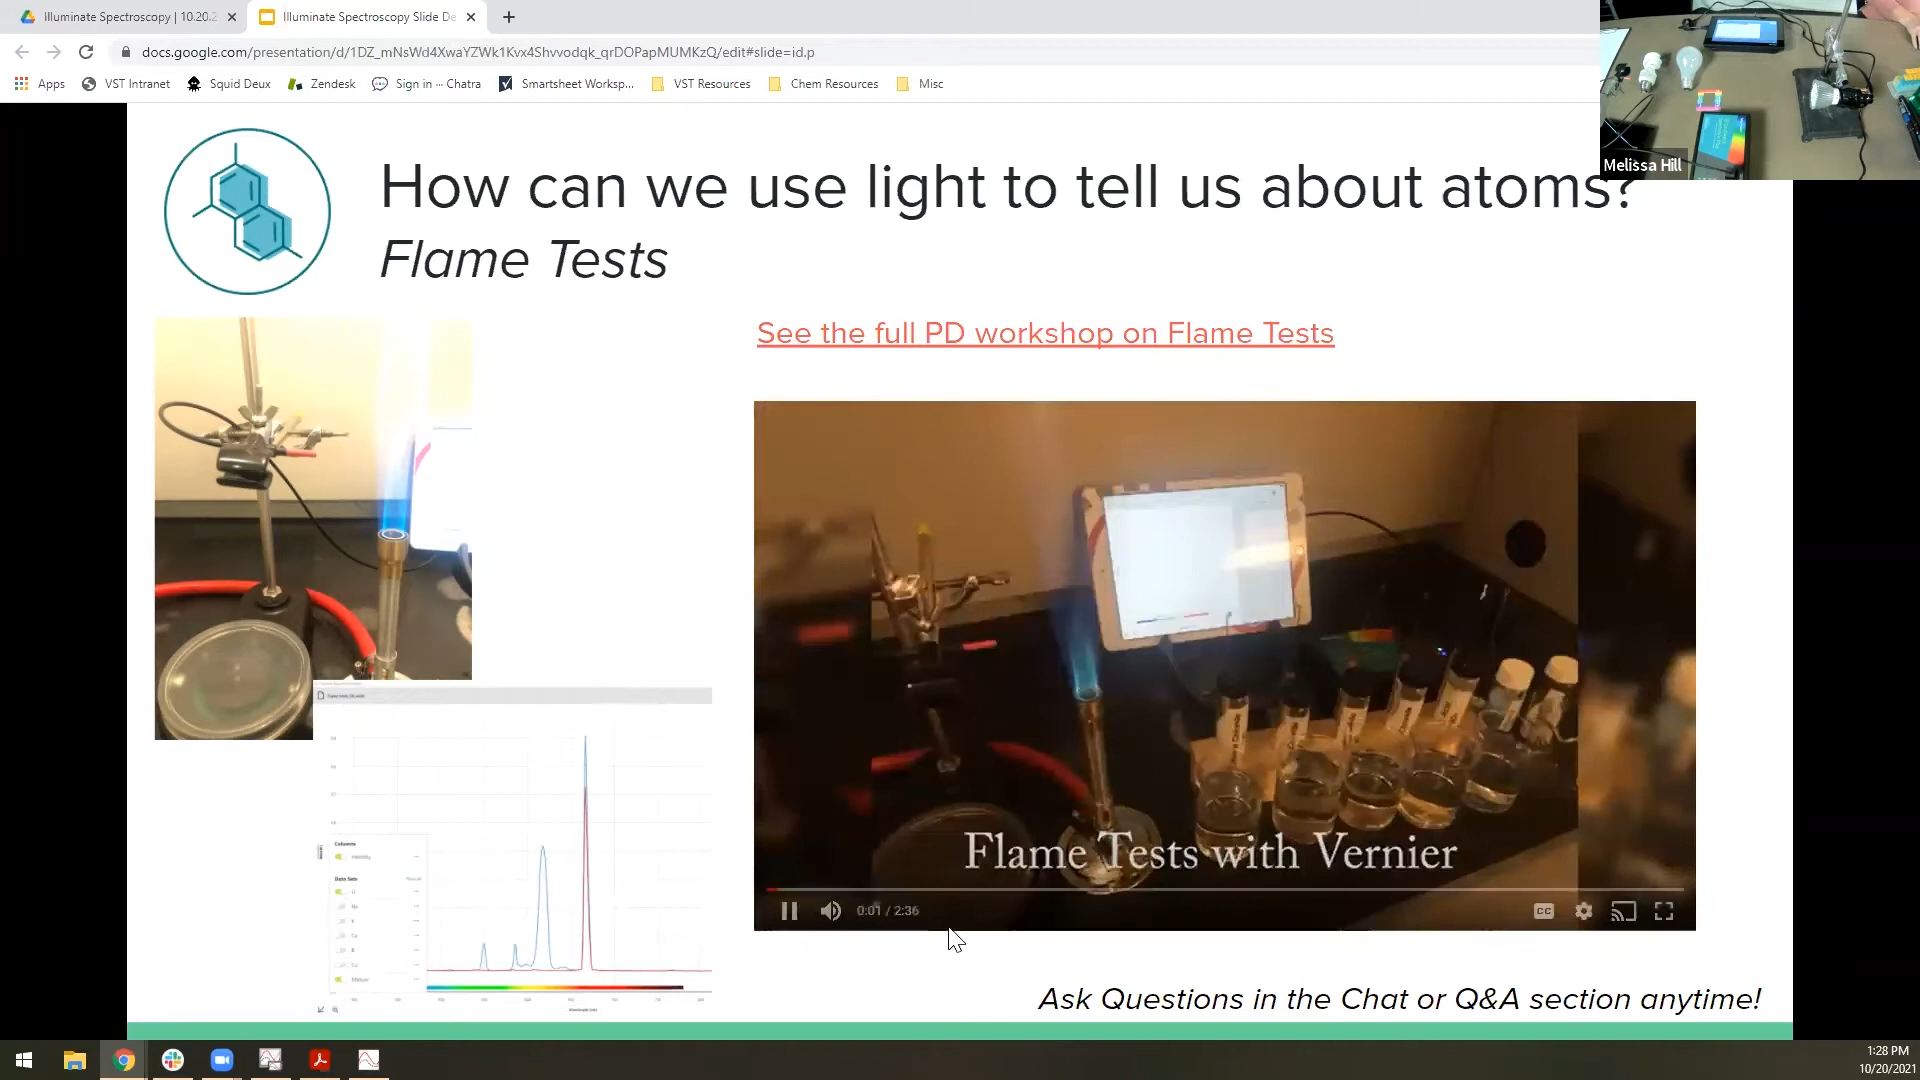 Illuminate Spectroscopy | 10.20.2
Illuminate Spectroscopy Slide De
docs.google.com/presentation/d/1DZ_mNsWd4XwaYZWk1Kvx4Shvvodqk_qrDOPapMUMKzQ/edit#slide=id.p
Apps VST Intranet Squid Deux Zendesk Sign in ··· Chatra Smartsheet Worksp... VST Resources Chem Resources Misc
Melissa Hill
How can we use light to tell us about atoms?
Flame Tests
See the full PD workshop on Flame Tests
Flame Tests with Vernier
0:01 / 2:36
CC
Data Sets
Mixture
Ask Questions in the Chat or Q&A section anytime!
1:28 PM
10/20/2021